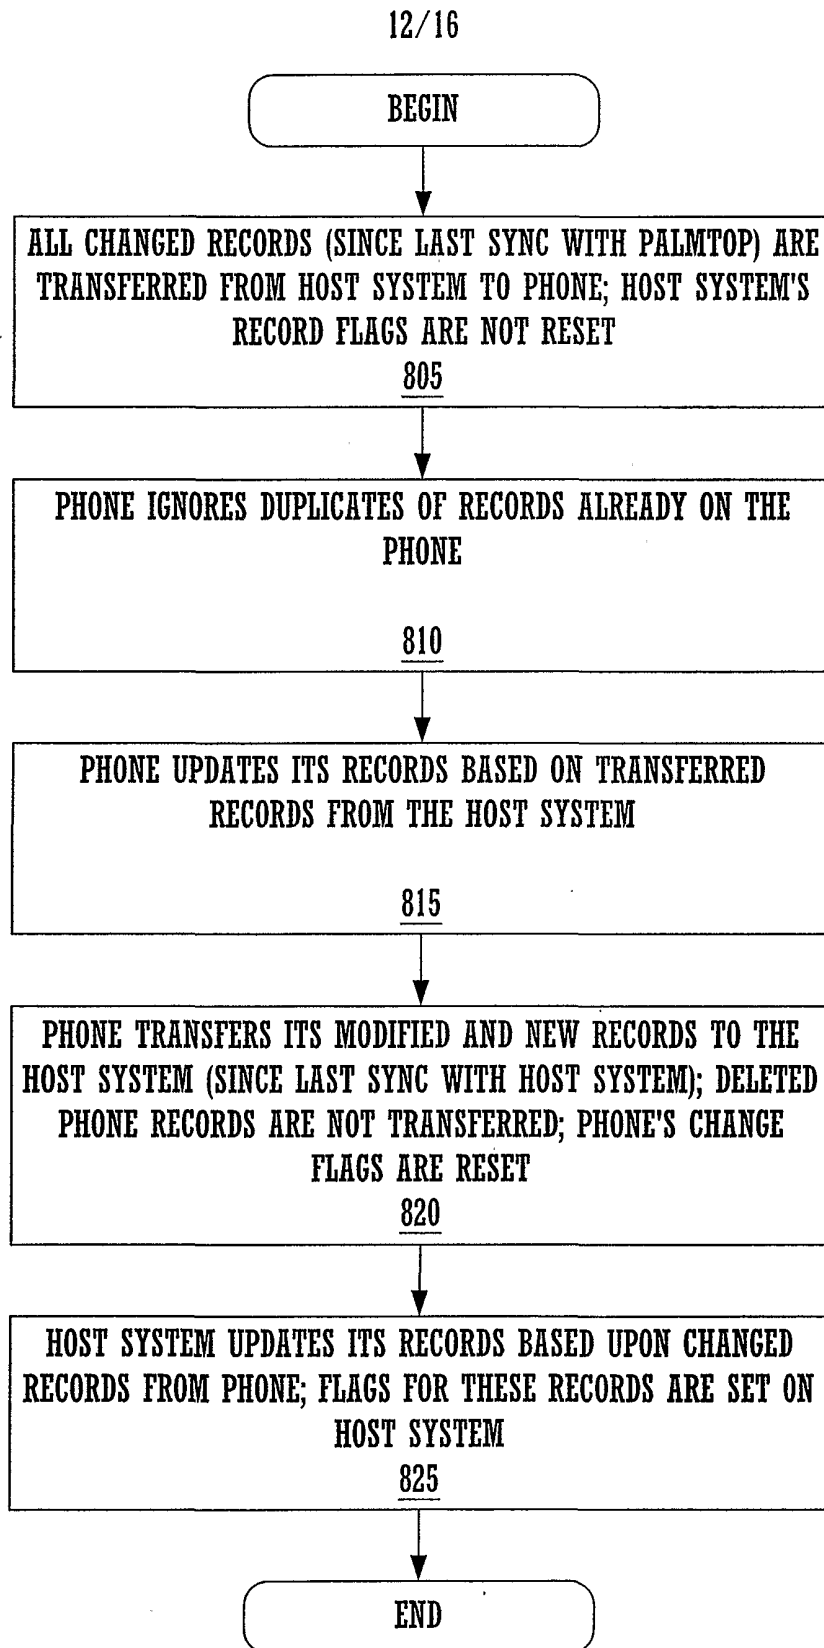 12/16
BEGIN
ALL CHANGED RECORDS (SINCE LAST SYNC WITH PALMTOP) ARE
TRANSFERRED FROM HOST SYSTEM TO PHONE; HOST SYSTEM'S
RECORD FLAGS ARE NOT RESET
805
PHONE IGNORES DUPLICATES OF RECORDS ALREADY ON THE
PHONE
810
PHONE UPDATES ITS RECORDS BASED ON TRANSFERRED
RECORDS FROM THE HOST SYSTEM
815
PHONE TRANSFERS ITS MODIFIED AND NEW RECORDS TO THE
HOST SYSTEM (SINCE LAST SYNC WITH HOST SYSTEM); DELETED
PHONE RECORDS ARE NOT TRANSFERRED; PHONE'S CHANGE
FLAGS ARE RESET
820
HOST SYSTEM UPDATES ITS RECORDS BASED UPON CHANGED
RECORDS FROM PHONE; FLAGS FOR THESE RECORDS ARE SET ON
HOST SYSTEM
825
END